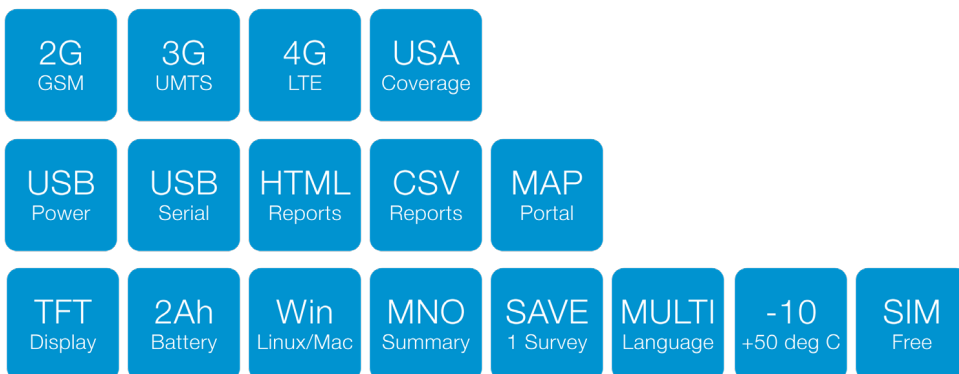 2G 3G 4G USA
GSM UMTS LTE Coverage
USB USB HTML CSV MAP
Power Serial Reports Reports Portal
TFT 2Ah Win MNO SAVE MULTI -10 SIM
Display Battery Linux/Mac Summary 1 Survey Language +50 deg C Free